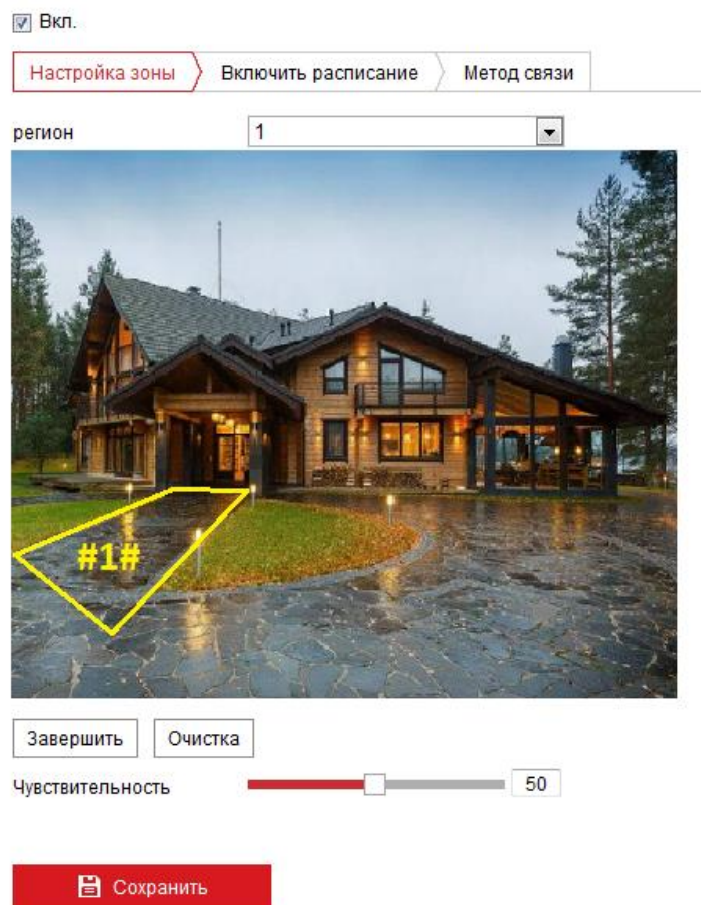 Вкл.
Настройка зоны Включить расписание Метод связи
регион 1
#1#
Завершить Очистка
Чувствительность 50
Сохранить